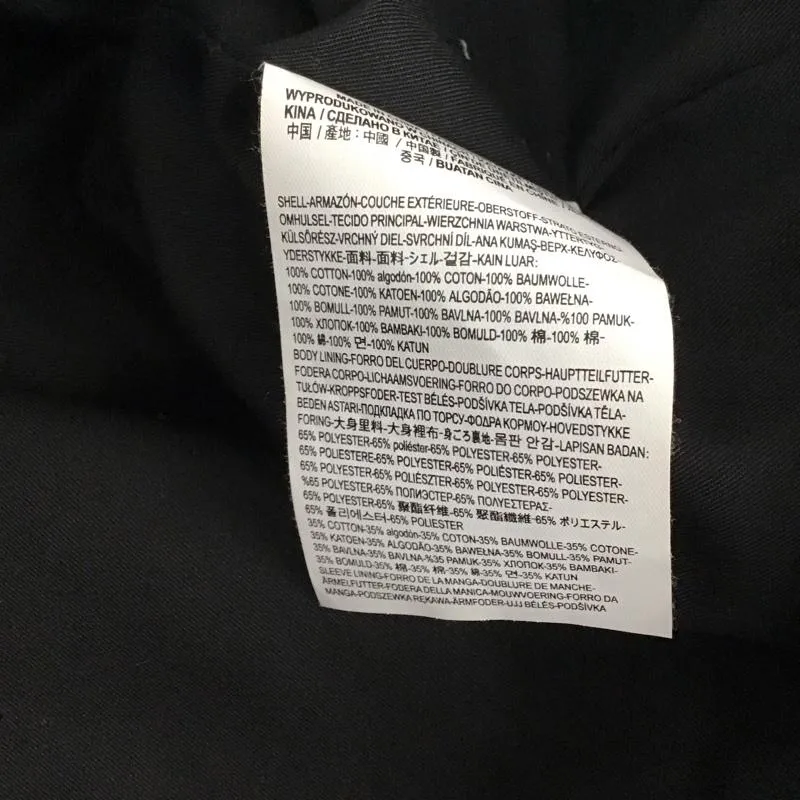 MADE
WYPRODUKOWANO
KINA / СДЕЛАНО В КИТАЕ /
中国 / 產地：中國 / 中国製 /
중국 / BUATAN CINA
SHELL-ARMAZÓN-COUCHE EXTÉRIEURE-OBERSTOFF-STRATO ESTERNO-
OMHULSEL-TECIDO PRINCIPAL-WIERZCHNIA WARSTWA-YTTERTYG-
KÜLSŐRÉSZ-VRCHNÝ DIEL-SVRCHNÍ DÍL-ANA KUMAŞ-ВЕРХ-ΚΕΛΥΦΟΣ-
YDERSTYKKE-面料-面料-シェル-겉감-KAIN LUAR:
100% COTTON-100% algodón-100% COTON-100% BAUMWOLLE-
100% COTONE-100% KATOEN-100% ALGODÃO-100% BAWEŁNA-
100% BOMULL-100% PAMUT-100% BAVLNA-100% BAVLNA-%100 PAMUK-
100% ХЛОПОК-100% ΒΑΜΒΑΚΙ-100% BOMULD-100% 棉-100% 棉-
100% 綿-100% 면-100% KATUN
BODY LINING-FORRO DEL CUERPO-DOUBLURE CORPS-HAUPTTEILFUTTER-
FODERA CORPO-LICHAAMSVOERING-FORRO DO CORPO-PODSZEWKA NA
TUŁÓW-KROPPSFODER-TEST BÉLÉS-PODŠÍVKA TELA-PODŠÍVKA TĚLA-
BEDEN ASTARI-ПОДКЛАДКА ПО ТОРСУ-ΦΟΔΡΑ ΚΟΡΜΟΥ-HOVEDSTYKKE
FORING-大身里料-大身裡布-身ごろ裏地-몸판 안감-LAPISAN BADAN:
65% POLYESTER-65% poliéster-65% POLYESTER-65% POLYESTER-
65% POLIESTERE-65% POLYESTER-65% POLIÉSTER-65% POLIESTER-
65% POLYESTER-65% POLIÉSZTER-65% POLYESTER-65% POLYESTER-
%65 POLYESTER-65% ПОЛИЭСТЕР-65% ΠΟΛΥΕΣΤΕΡΑΣ-
65% POLYESTER-65% 聚酯纤维-65% 聚酯纖維-65% ポリエステル-
65% 폴리에스터-65% POLIESTER
35% COTTON-35% algodón-35% COTON-35% BAUMWOLLE-35% COTONE-
35% KATOEN-35% ALGODÃO-35% BAWEŁNA-35% BOMULL-35% PAMUT-
35% BAVLNA-35% BAVLNA-%35 PAMUK-35% ХЛОПОК-35% ΒΑΜΒΑΚΙ-
35% BOMULD-35% 棉-35% 棉-35% 綿-35% 면-35% KATUN
SLEEVE LINING-FORRO DE LA MANGA-DOUBLURE DE MANCHE-
ÄRMELFUTTER-FODERA DELLA MANICA-MOUWVOERING-FORRO DA
MANGA-PODSZEWKA RĘKAWA-ÄRMFODER-UJJ BÉLÉS-PODŠÍVKA